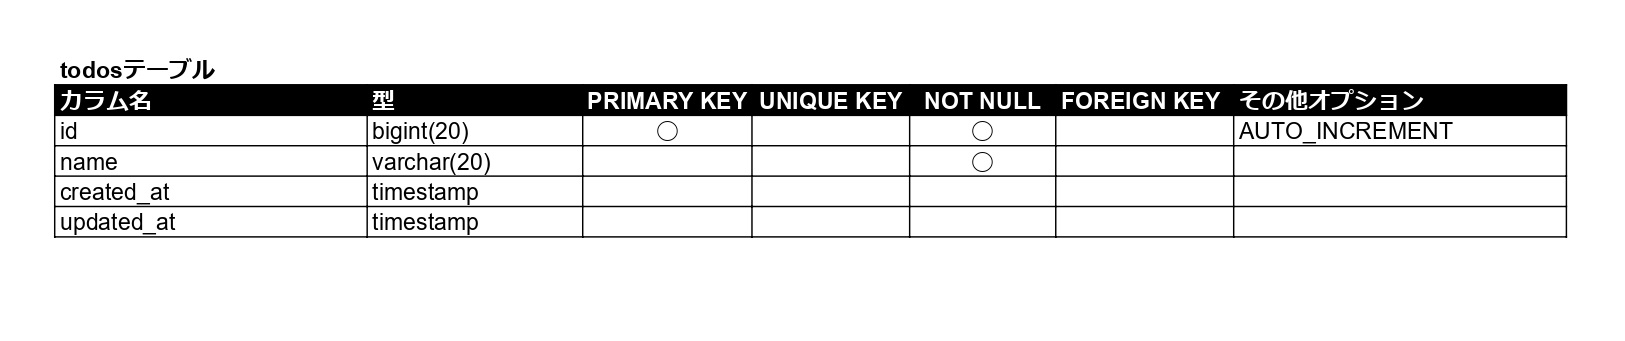 todosテーブル
カラム名 型 PRIMARY KEY UNIQUE KEY NOT NULL FOREIGN KEY その他オプション
id bigint(20) ◯ ◯ AUTO_INCREMENT
name varchar(20) ◯
created_at timestamp
updated_at timestamp